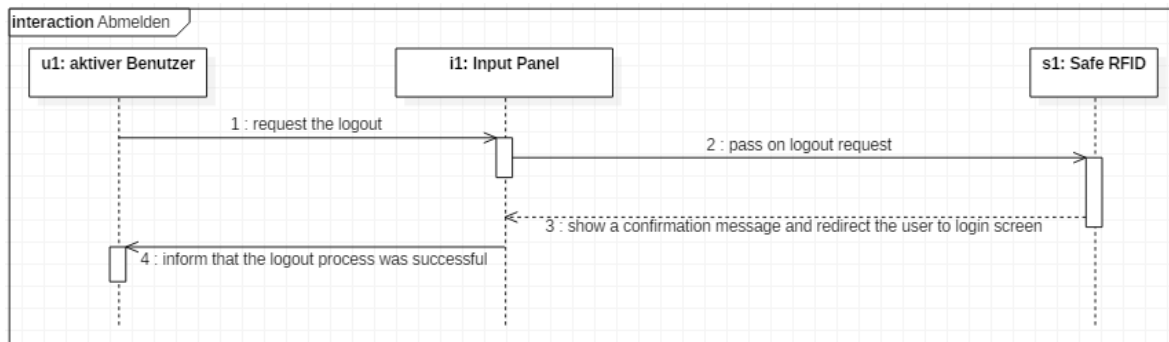 interaction Abmelden
u1: aktiver Benutzer
i1: Input Panel
s1: Safe RFID
1 : request the logout
2 : pass on logout request
3 : show a confirmation message and redirect the user to login screen
4 : inform that the logout process was successful